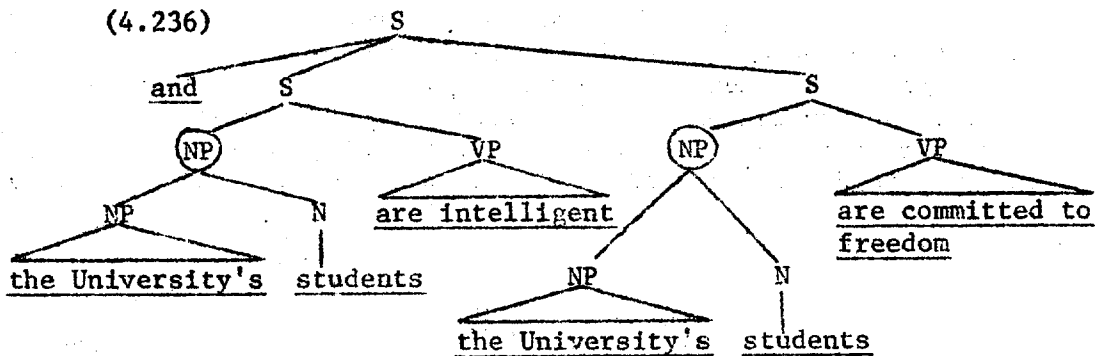 (4.236) S
and S S
NP VP NP VP
NP N are intelligent are committed to
freedom
the University's students NP N
the University's students